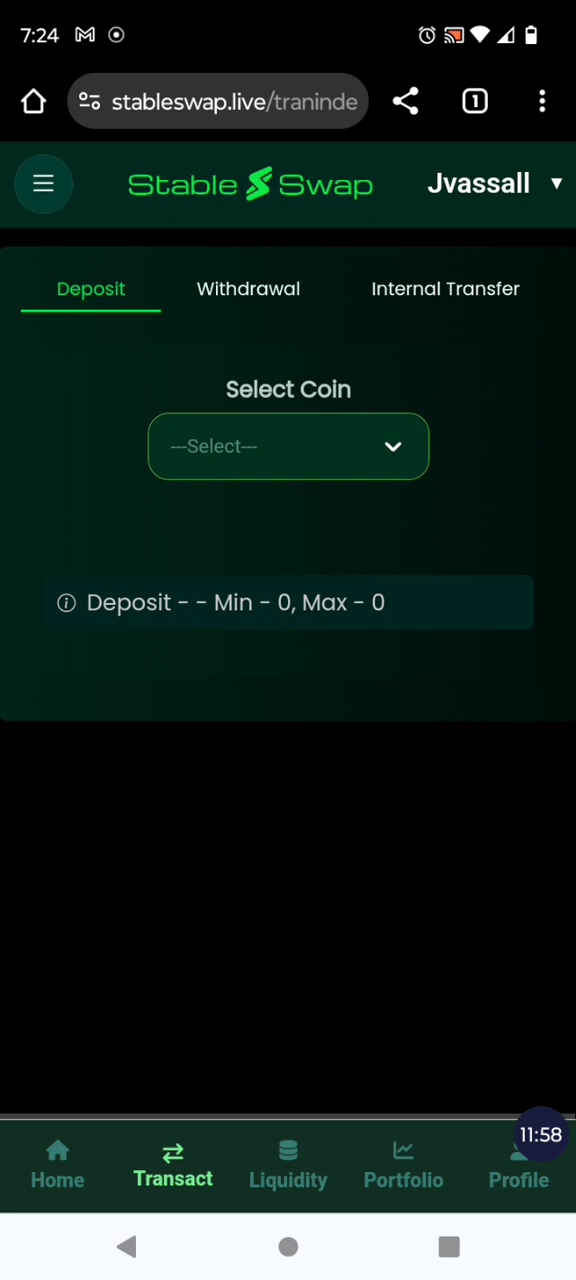 7:24
stableswap.live/traninde
1
Stable Swap
Jvassall
Deposit Withdrawal Internal Transfer
Select Coin
---Select---
Deposit - - Min - 0, Max - 0
11:58
Home Transact Liquidity Portfolio Profile